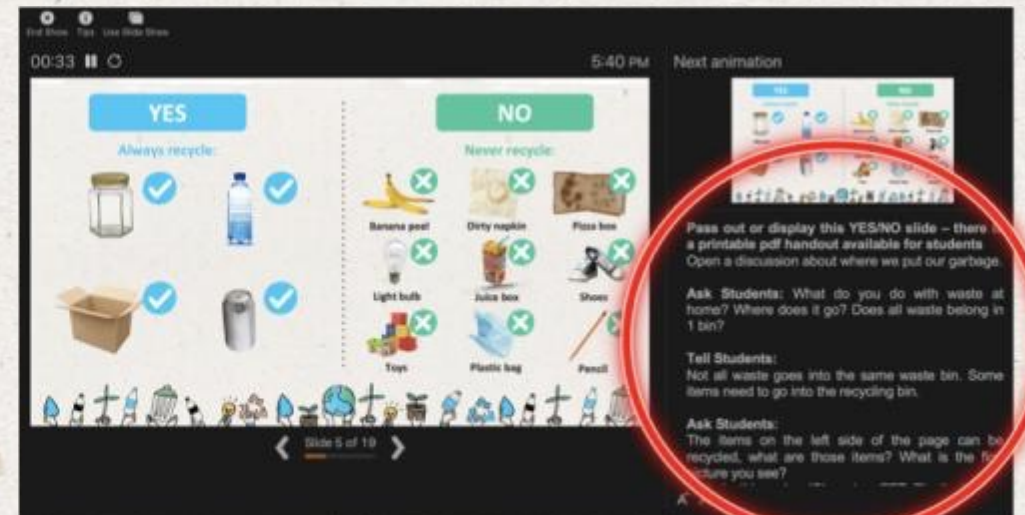 End Show Tips Use Slide Show
00:33
5:40 PM
Next animation
YES
Always recycle:
NO
Never recycle:
Banana peel Dirty napkin Pizza box
Light bulb Juice box Shoes
Toys Plastic bag Pencil
Slide 5 of 19
YES NO
Pass out or display this YES/NO slide – there
a printable pdf handout available for students
Open a discussion about where we put our garbage.
Ask Students: What do you do with waste at
home? Where does it go? Does all waste belong in
1 bin?
Tell Students:
Not all waste goes into the same waste bin. Some
items need to go into the recycling bin.
Ask Students:
The items on the left side of the page can be
recycled, what are those items? What is the
picture you see?